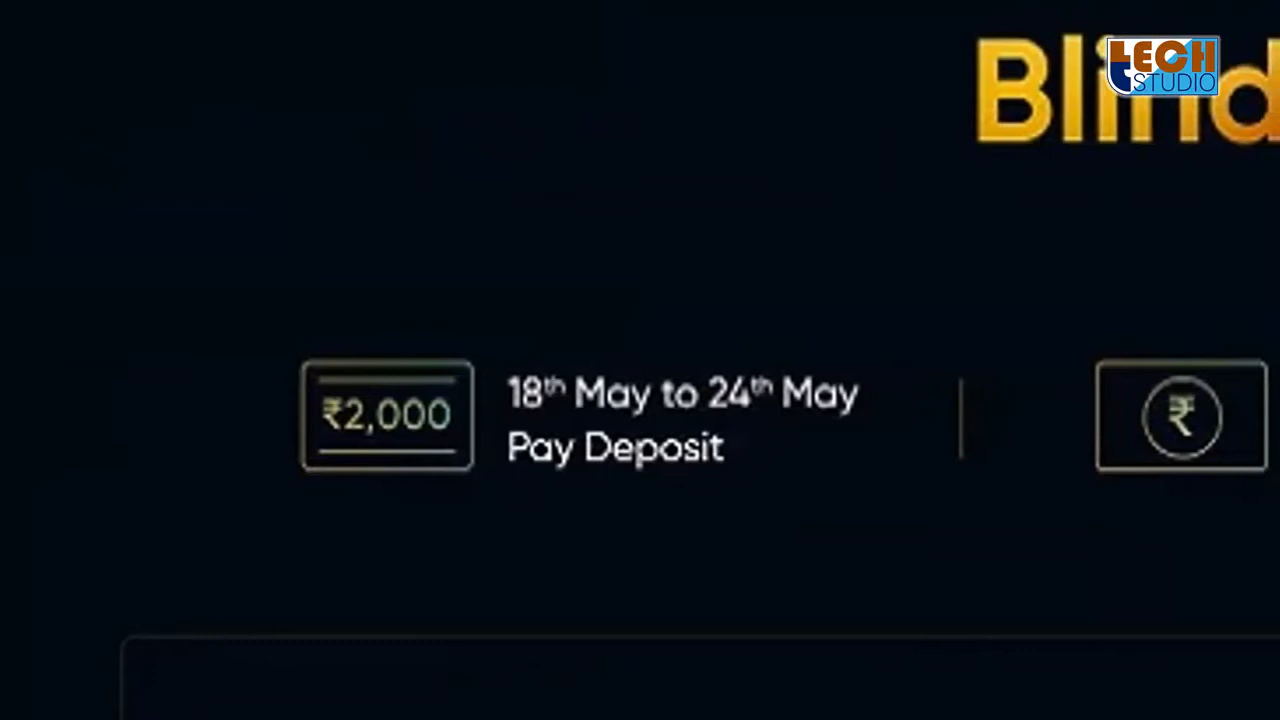 Blind
LECH
STUDIO
₹2,000
18th May to 24th May
Pay Deposit
₹